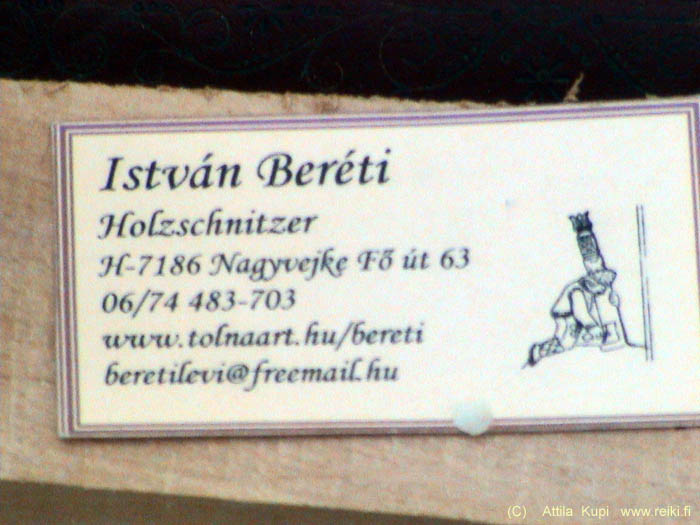 István Beréti
Holzschnitzer
H-7186 Nagyvejke Fő út 63
06/74 483-703
www.tolnaart.hu/bereti
beretilevi@freemail.hu
(C) Attila Kupi www.reiki.fi